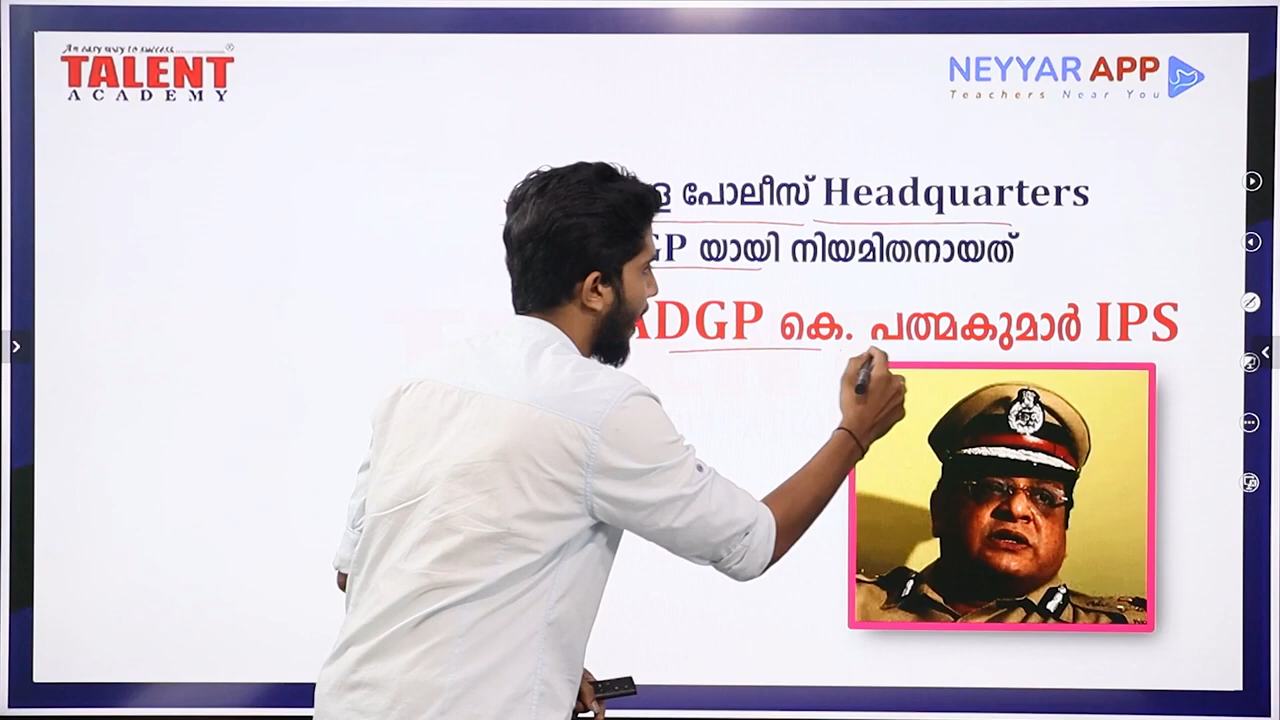 An easy way to success
TALENT
ACADEMY
NEYYAR APP
Teachers Near You
പോലീസ് Headquarters
യായി നിയമിതനായത്
ADGP കെ. പത്മകുമാർ IPS